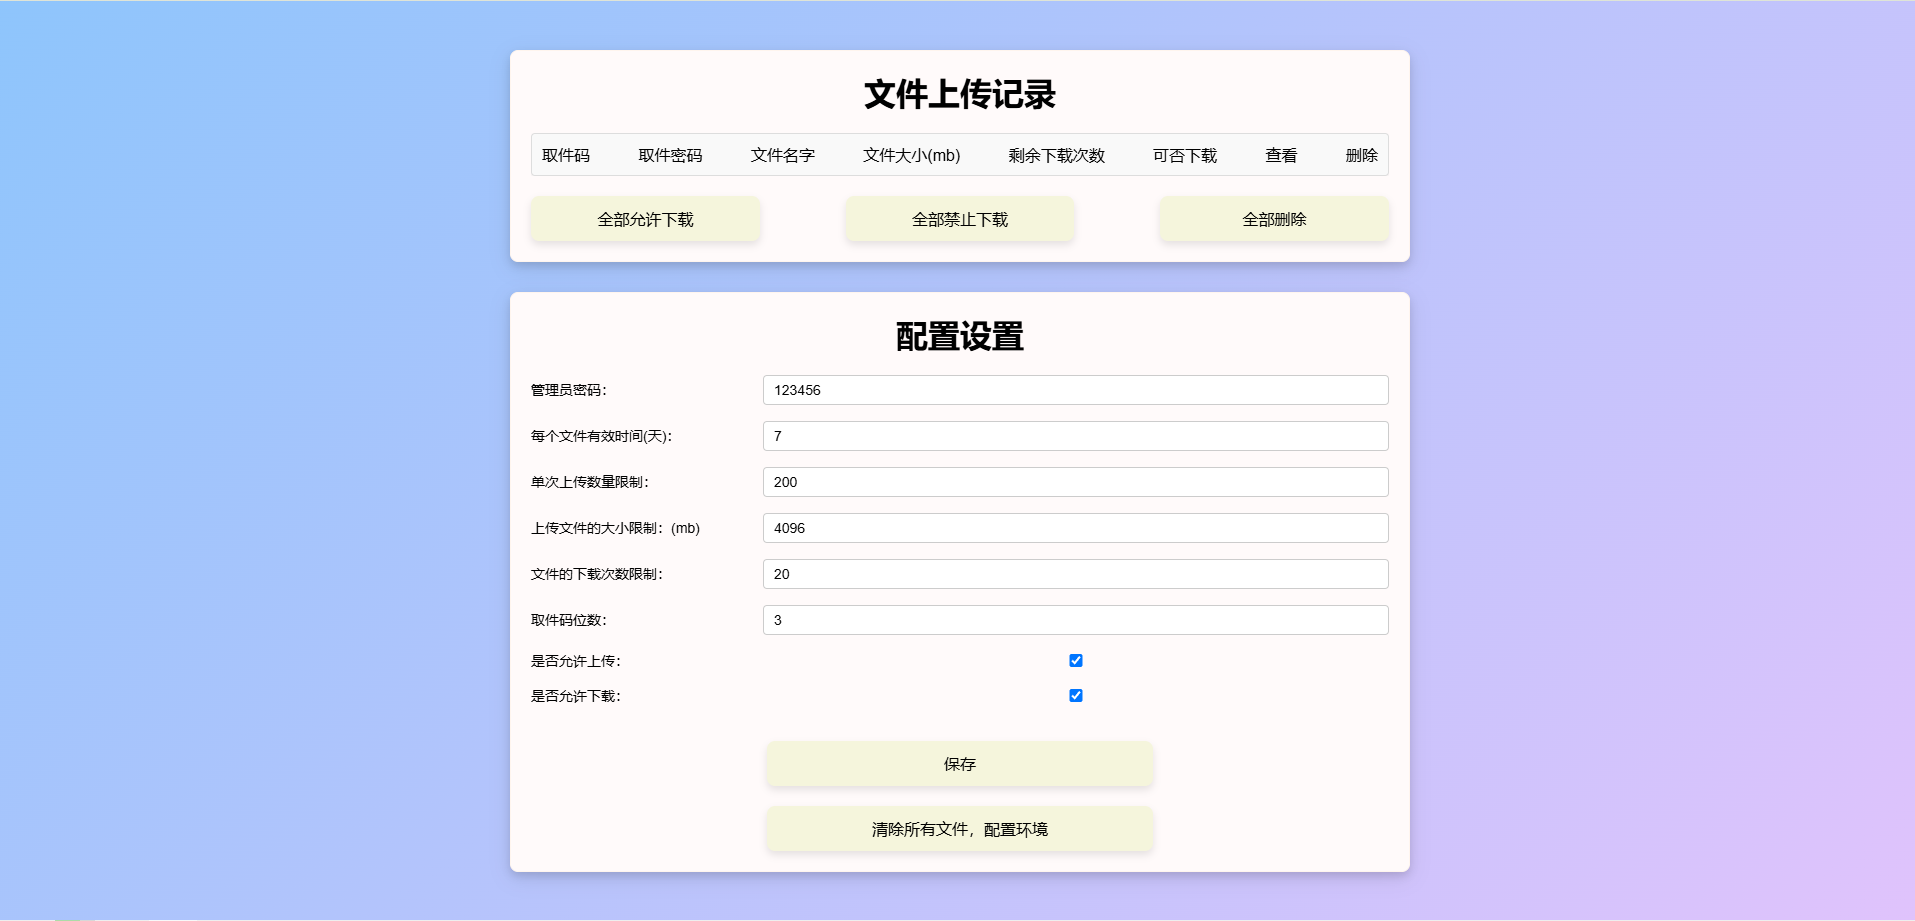 文件上传记录
取件码 取件密码 文件名字 文件大小(mb) 剩余下载次数 可否下载 查看 删除
全部允许下载 全部禁止下载 全部删除
配置设置
管理员密码： 123456
每个文件有效时间(天)： 7
单次上传数量限制： 200
上传文件的大小限制：(mb) 4096
文件的下载次数限制： 20
取件码位数： 3
是否允许上传：
是否允许下载：
保存
清除所有文件，配置环境